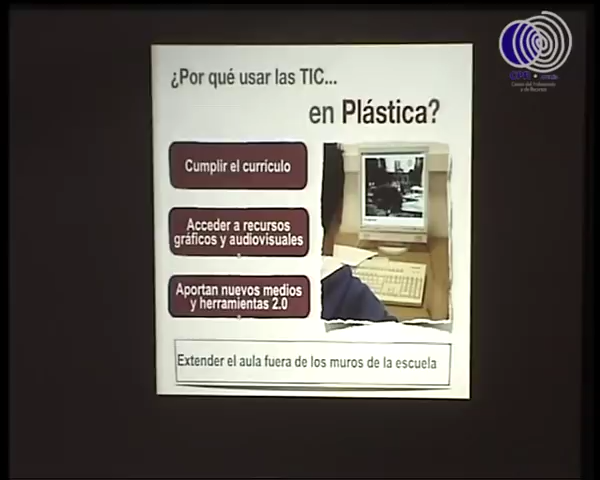 ¿Por qué usar las TIC...
en Plástica?
Cumplir el currículo
Acceder a recursos
gráficos y audiovisuales
Aportan nuevos medios
y herramientas 2.0
Extender el aula fuera de los muros de la escuela
CPR